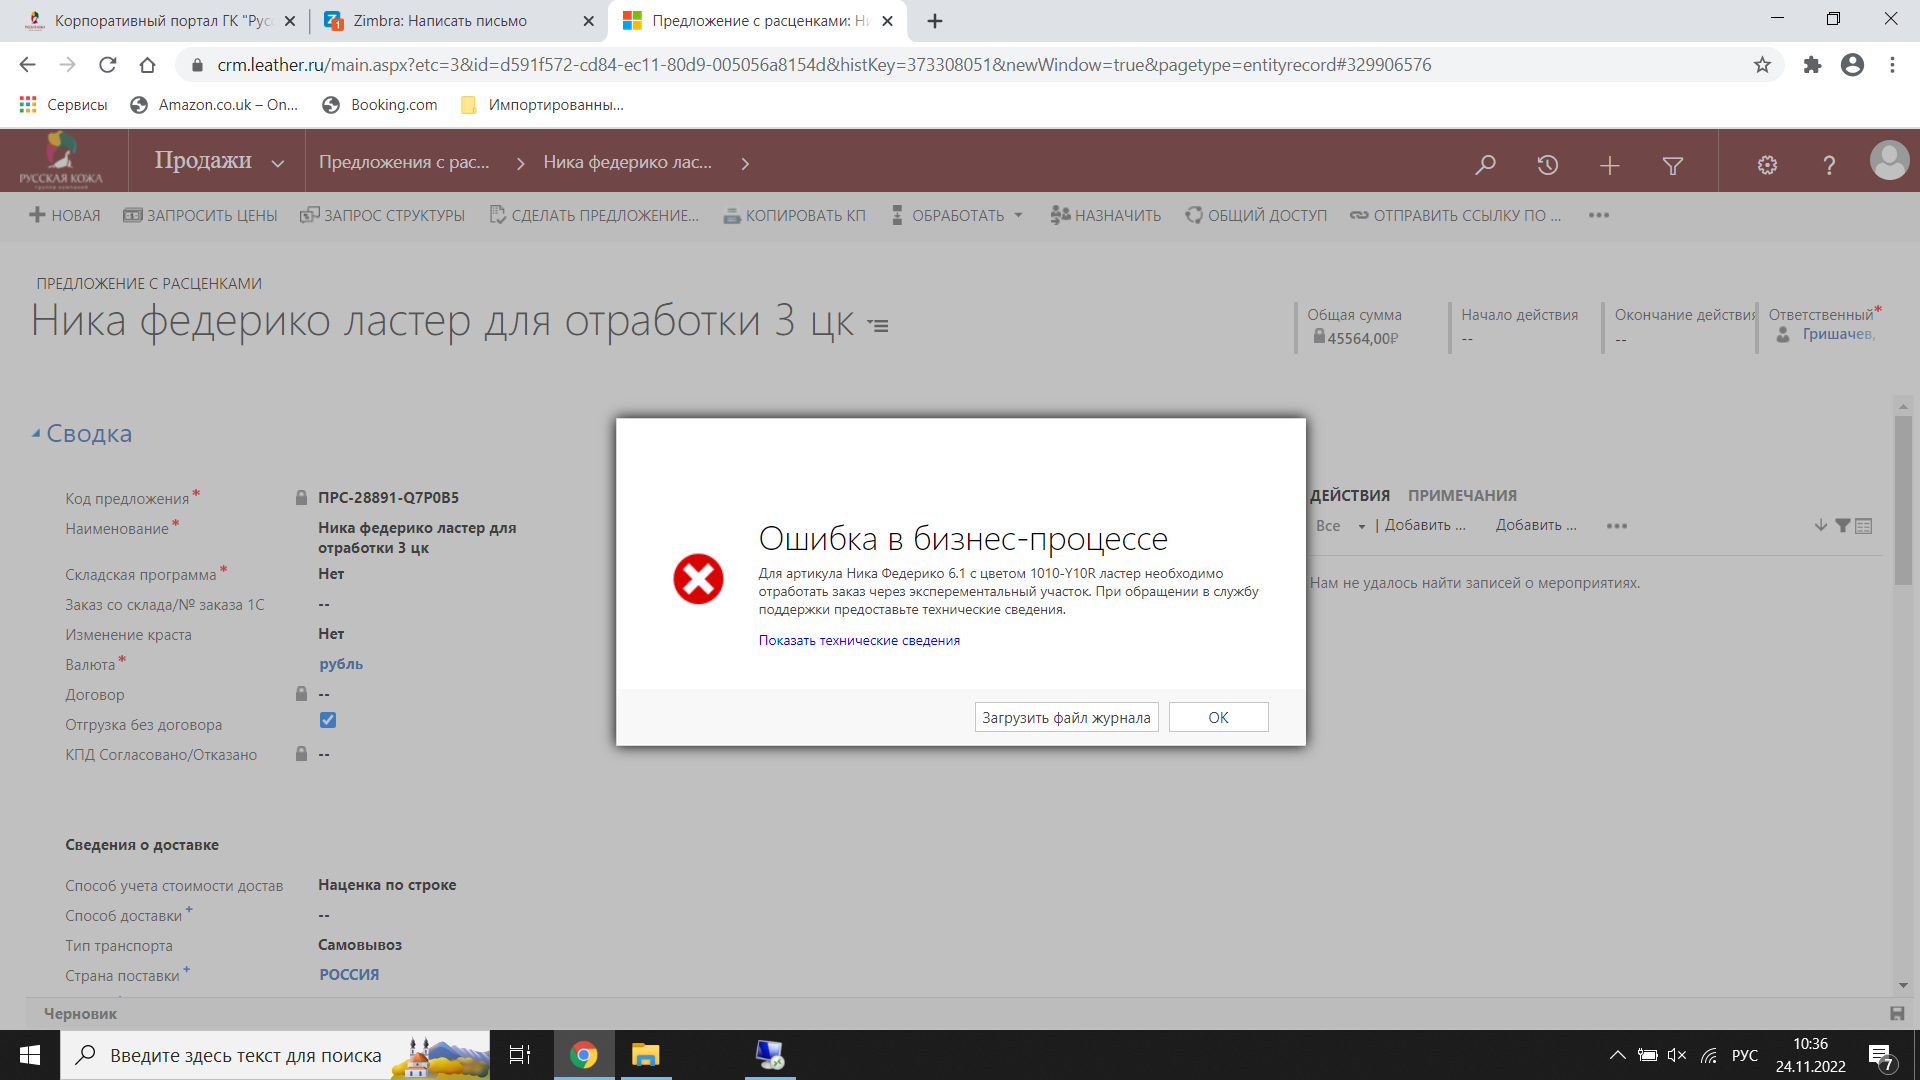 Корпоративный портал ГК "Рус
Zimbra: Написать письмо
Предложение с расценками: Ни
crm.leather.ru/main.aspx?etc=3&id=d591f572-cd84-ec11-80d9-005056a8154d&histKey=373308051&newWindow=true&pagetype=entityrecord#329906576
Сервисы
Amazon.co.uk – On...
Booking.com
Импортированны...
РУССКАЯ КОЖА
Продажи
Предложения с рас...
Ника федерико лас...
НОВАЯ
ЗАПРОСИТЬ ЦЕНЫ
ЗАПРОС СТРУКТУРЫ
СДЕЛАТЬ ПРЕДЛОЖЕНИЕ...
КОПИРОВАТЬ КП
ОБРАБОТАТЬ
НАЗНАЧИТЬ
ОБЩИЙ ДОСТУП
ОТПРАВИТЬ ССЫЛКУ ПО ...
ПРЕДЛОЖЕНИЕ С РАСЦЕНКАМИ
Ника федерико ластер для отработки 3 цк
Общая сумма
45564,00₽
Начало действия
--
Окончание действия
--
Ответственный*
Гришачев,
Сводка
Код предложения* ПРС-28891-Q7P0B5
Наименование* Ника федерико ластер для
отработки 3 цк
Складская программа* Нет
Заказ со склада/№ заказа 1С --
Изменение краста Нет
Валюта* рубль
Договор --
Отгрузка без договора
КПД Согласовано/Отказано --
Сведения о доставке
Способ учета стоимости достав Наценка по строке
Способ доставки+ --
Тип транспорта Самовывоз
Страна поставки+ РОССИЯ
ДЕЙСТВИЯ ПРИМЕЧАНИЯ
Все | Добавить ... Добавить ...
Нам не удалось найти записей о мероприятиях.
Ошибка в бизнес-процессе
Для артикула Ника Федерико 6.1 с цветом 1010-Y10R ластер необходимо
отработать заказ через эксперементальный участок. При обращении в службу
поддержки предоставьте технические сведения.
Показать технические сведения
Загрузить файл журнала
ОК
Черновик
Введите здесь текст для поиска
РУС
10:36
24.11.2022
7